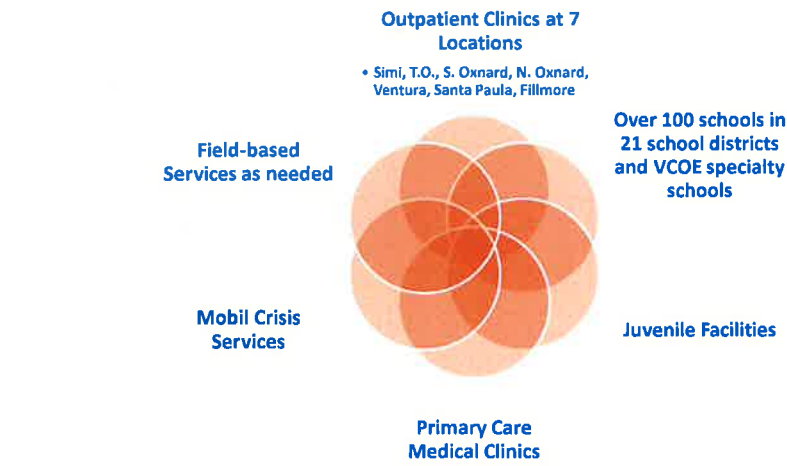 Outpatient Clinics at 7
Locations
• Simi, T.O., S. Oxnard, N. Oxnard,
Ventura, Santa Paula, Fillmore
Over 100 schools in
21 school districts
and VCOE specialty
schools
Field-based
Services as needed
Mobil Crisis
Services
Juvenile Facilities
Primary Care
Medical Clinics